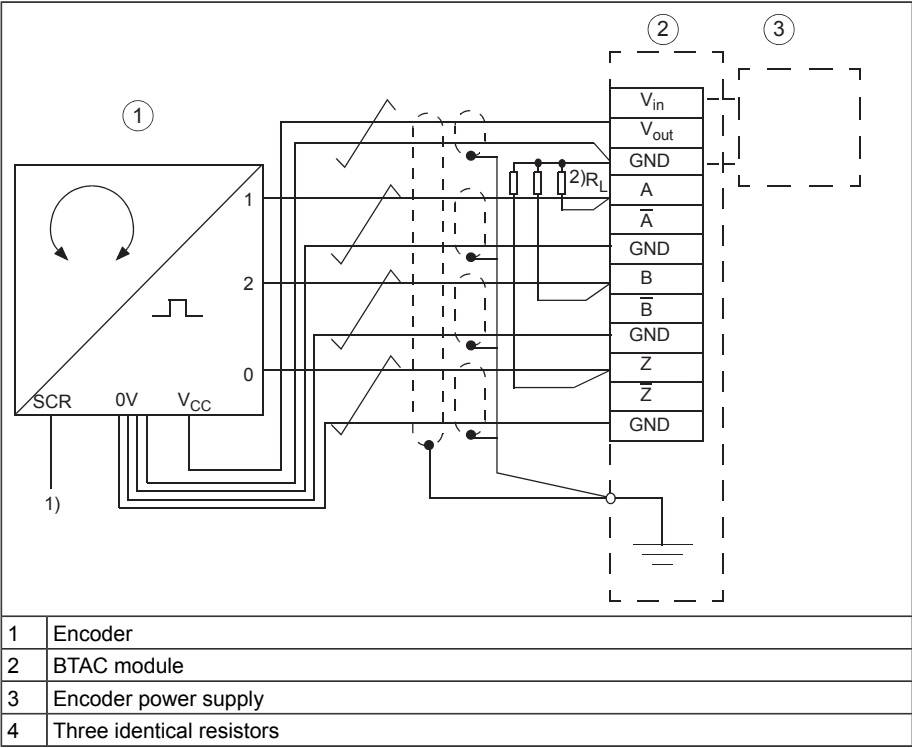 2
3
1
Vin
Vout
GND
2)RL
A
A̅
GND
B
B̅
GND
Z
Z̅
GND
1
2
0
SCR 0V VCC
1)
1 Encoder
2 BTAC module
3 Encoder power supply
4 Three identical resistors